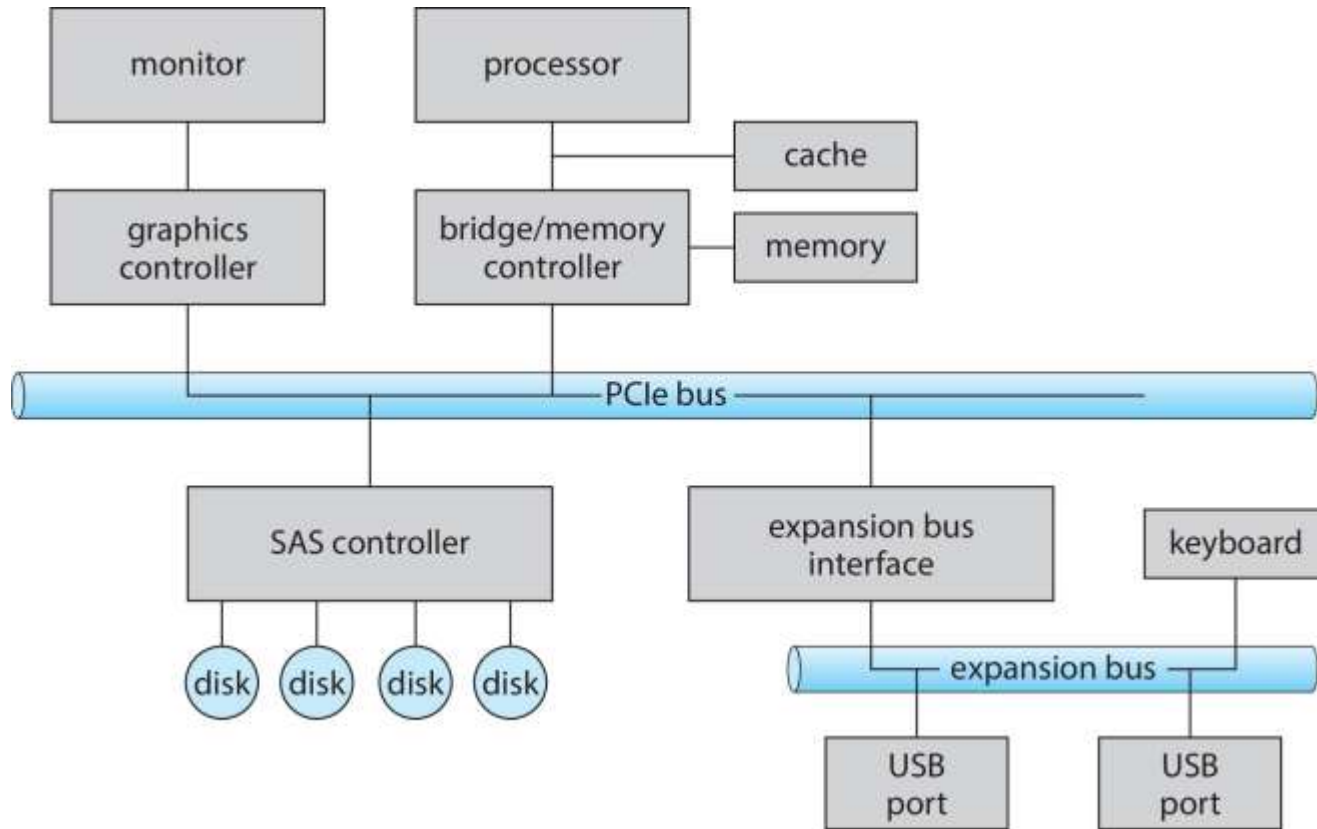 monitor
processor
cache
graphics
controller
bridge/memory
controller
memory
PCIe bus
SAS controller
expansion bus
interface
keyboard
disk
disk
disk
disk
expansion bus
USB
port
USB
port